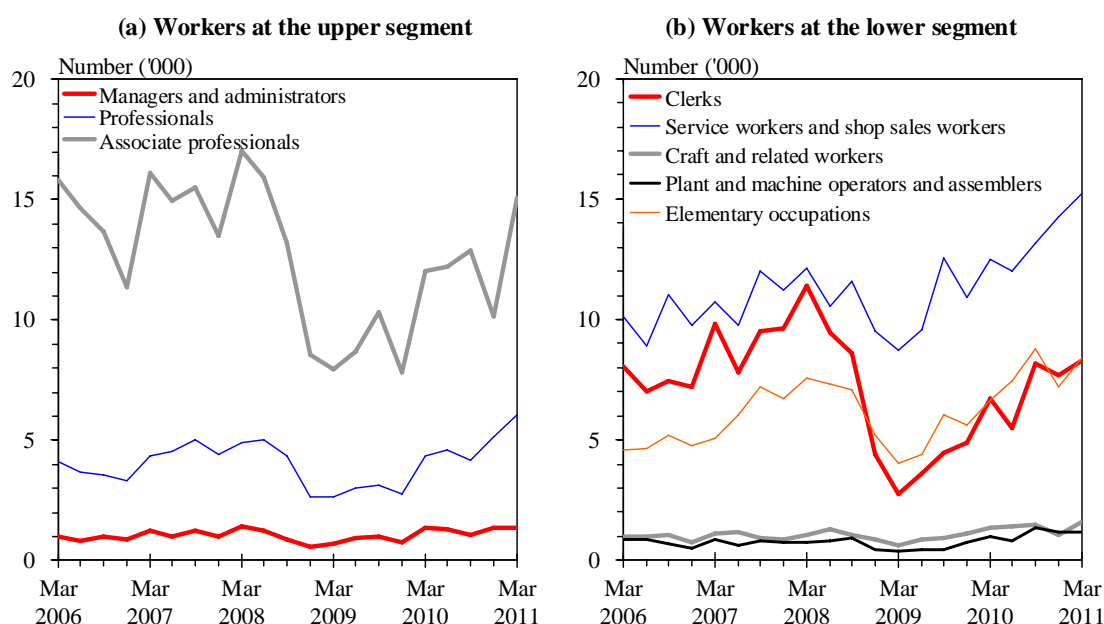 (a) Workers at the upper segment
Number ('000)
20
15
10
5
0
Managers and administrators
Professionals
Associate professionals
Mar 2006
Mar 2007
Mar 2008
Mar 2009
Mar 2010
Mar 2011
(b) Workers at the lower segment
Number ('000)
20
15
10
5
0
Clerks
Service workers and shop sales workers
Craft and related workers
Plant and machine operators and assemblers
Elementary occupations
Mar 2006
Mar 2007
Mar 2008
Mar 2009
Mar 2010
Mar 2011